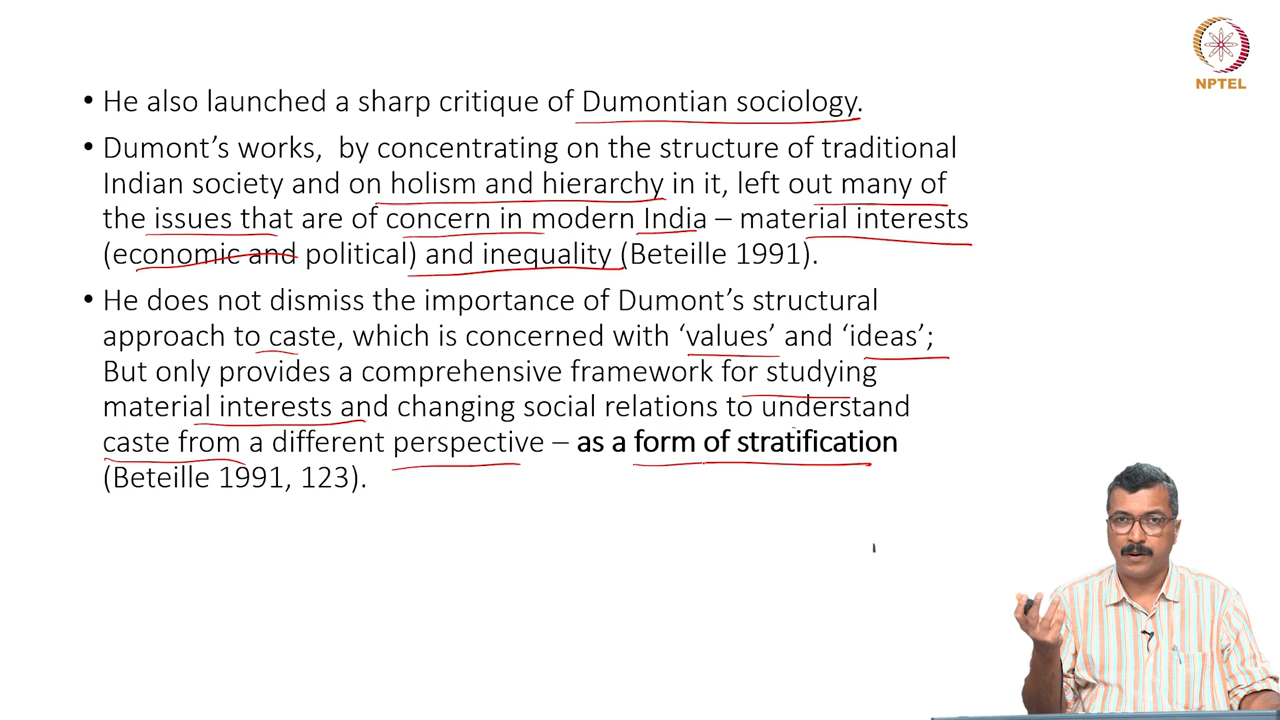 NPTEL
• He also launched a sharp critique of Dumontian sociology.
• Dumont’s works, by concentrating on the structure of traditional
Indian society and on holism and hierarchy in it, left out many of
the issues that are of concern in modern India – material interests
(economic and political) and inequality (Beteille 1991).
• He does not dismiss the importance of Dumont’s structural
approach to caste, which is concerned with ‘values’ and ‘ideas’;
But only provides a comprehensive framework for studying
material interests and changing social relations to understand
caste from a different perspective – as a form of stratification
(Beteille 1991, 123).